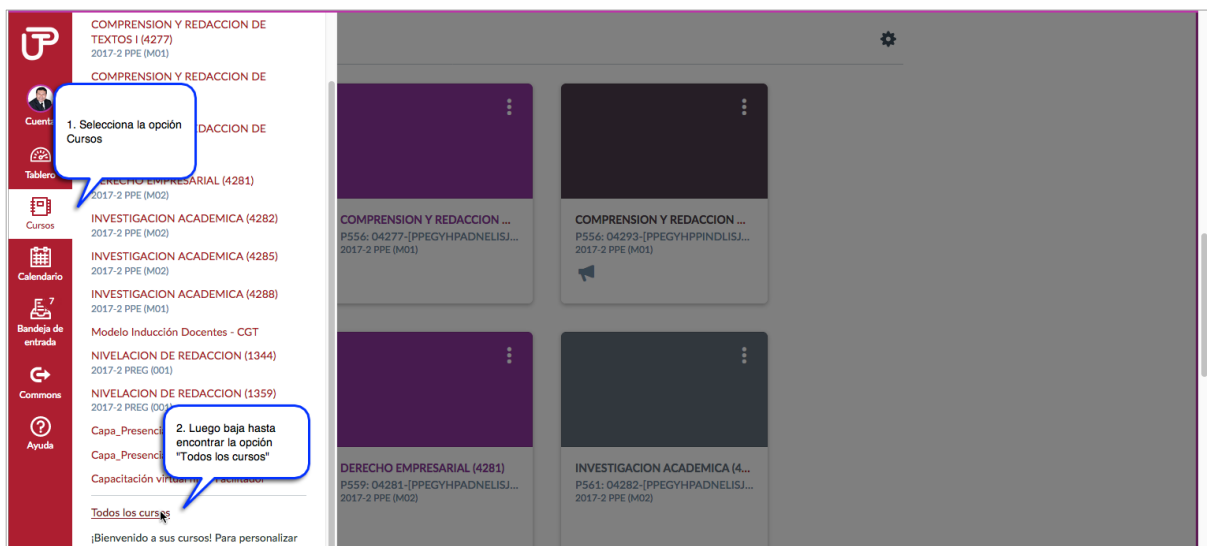 UTP
COMPRENSION Y REDACCION DE
TEXTOS I (4277)
2017-2 PPE (M01)
COMPRENSION Y REDACCION DE
DACCION DE
DERECHO EMPRESARIAL (4281)
2017-2 PPE (M02)
INVESTIGACION ACADEMICA (4282)
2017-2 PPE (M02)
INVESTIGACION ACADEMICA (4285)
2017-2 PPE (M02)
INVESTIGACION ACADEMICA (4288)
2017-2 PPE (M01)
Modelo Inducción Docentes - CGT
NIVELACION DE REDACCION (1344)
2017-2 PREG (001)
NIVELACION DE REDACCION (1359)
2017-2 PREG (001)
Capa_Presenci
Capa_Presenci
Capacitación
Todos los cursos
¡Bienvenido a sus cursos! Para personalizar
Cuenta
Tablero
Cursos
Calendario
7
Bandeja de
entrada
Commons
Ayuda
1. Selecciona la opción
Cursos
2. Luego baja hasta
encontrar la opción
"Todos los cursos"
COMPRENSION Y REDACCION ...
P556: 04277-[PPEGYHPADNELISJ...
2017-2 PPE (M01)
COMPRENSION Y REDACCION ...
P556: 04293-[PPEGYHPPINDLISJ...
2017-2 PPE (M01)
DERECHO EMPRESARIAL (4281)
P559: 04281-[PPEGYHPADNELISJ...
2017-2 PPE (M02)
INVESTIGACION ACADEMICA (4...
P561: 04282-[PPEGYHPADNELISJ...
2017-2 PPE (M02)